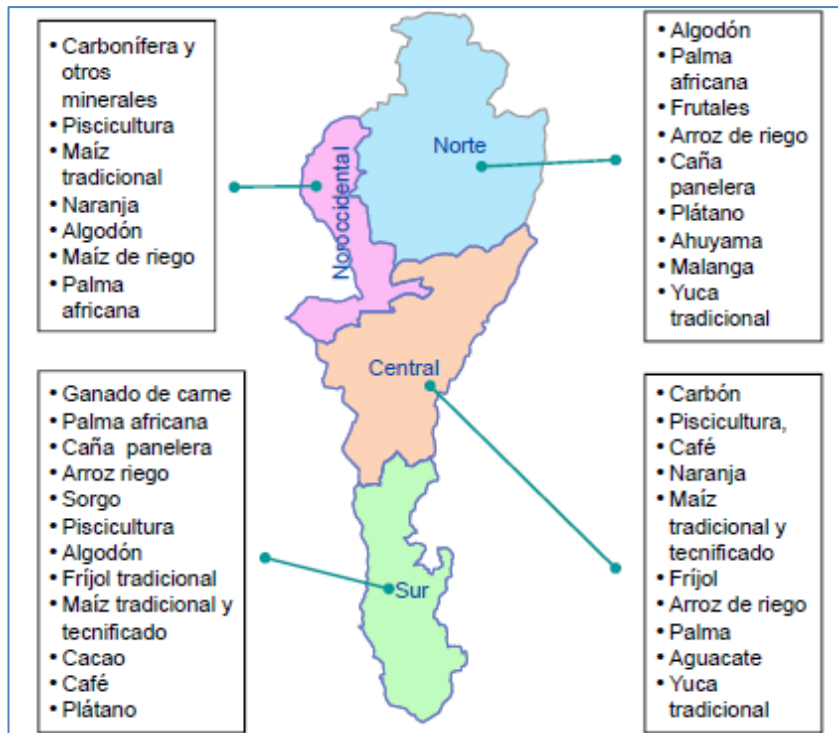 • Carbonífera y
otros
minerales
• Piscicultura
• Maíz
tradicional
• Naranja
• Algodón
• Maíz de riego
• Palma
africana
• Algodón
• Palma
africana
• Frutales
• Arroz de riego
• Caña
panelera
• Plátano
• Ahuyama
• Malanga
• Yuca
tradicional
Norte
Noroccidental
Central
Sur
• Ganado de carne
• Palma africana
• Caña panelera
• Arroz riego
• Sorgo
• Piscicultura
• Algodón
• Fríjol tradicional
• Maíz tradicional y
tecnificado
• Cacao
• Café
• Plátano
• Carbón
• Piscicultura,
• Café
• Naranja
• Maíz
tradicional y
tecnificado
• Fríjol
• Arroz de riego
• Palma
• Aguacate
• Yuca
tradicional